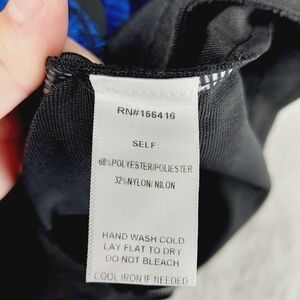 RN#156416
SELF:
68%POLYESTER/POLIESTER
32%NYLON/NILON
HAND WASH COLD
LAY FLAT TO DRY
DO NOT BLEACH
COOL IRON IF NEEDED